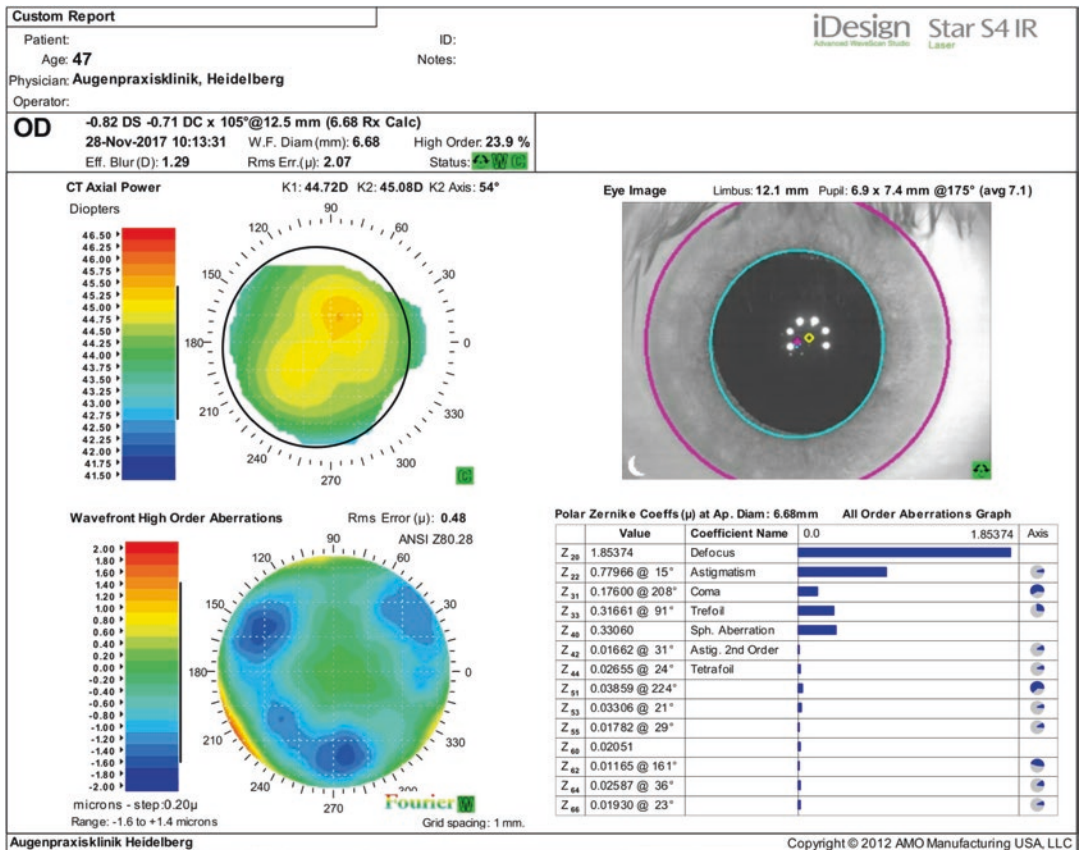 Custom Report
iDesign Star S4 IR
Advanced WaveScan Studio Laser
Patient: ID:
Age: 47 Notes:
Physician: Augenpraxisklinik, Heidelberg
Operator:
OD -0.82 DS -0.71 DC x 105°@12.5 mm (6.68 Rx Calc)
28-Nov-2017 10:13:31 W.F. Diam (mm): 6.68 High Order: 23.9 %
Eff. Blur (D): 1.29 Rms Err.(μ): 2.07 Status:
CT Axial Power K1: 44.72D K2: 45.08D K2 Axis: 54°
Diopters
46.50
46.25
46.00
45.75
45.50
45.25
45.00
44.75
44.50
44.25
44.00
43.75
43.50
43.25
43.00
42.75
42.50
42.25
42.00
41.75
41.50
90
120 60
150 30
180 0
210 330
240 300
270
C
Eye Image Limbus: 12.1 mm Pupil: 6.9 x 7.4 mm @175° (avg 7.1)
Wavefront High Order Aberrations Rms Error (μ): 0.48
ANSI Z80.28
2.00
1.80
1.60
1.40
1.20
1.00
0.80
0.60
0.40
0.20
0.00
-0.20
-0.40
-0.60
-0.80
-1.00
-1.20
-1.40
-1.60
-1.80
-2.00
90
120 60
150 30
180 0
210 330
240
270
microns - step:0.20μ
Range: -1.6 to +1.4 microns
Fourier W
Grid spacing: 1 mm.
Polar Zernike Coeffs (μ) at Ap. Diam: 6.68mm All Order Aberrations Graph
Value Coefficient Name 0.0 1.85374 Axis
Z20 1.85374 Defocus
Z22 0.77966 @ 15° Astigmatism
Z31 0.17600 @ 208° Coma
Z33 0.31661 @ 91° Trefoil
Z40 0.33060 Sph. Aberration
Z42 0.01662 @ 31° Astig. 2nd Order
Z44 0.02655 @ 24° Tetrafoil
Z51 0.03859 @ 224°
Z53 0.03306 @ 21°
Z55 0.01782 @ 29°
Z60 0.02051
Z62 0.01165 @ 161°
Z64 0.02587 @ 36°
Z66 0.01930 @ 23°
Augenpraxisklinik Heidelberg Copyright © 2012 AMO Manufacturing USA, LLC